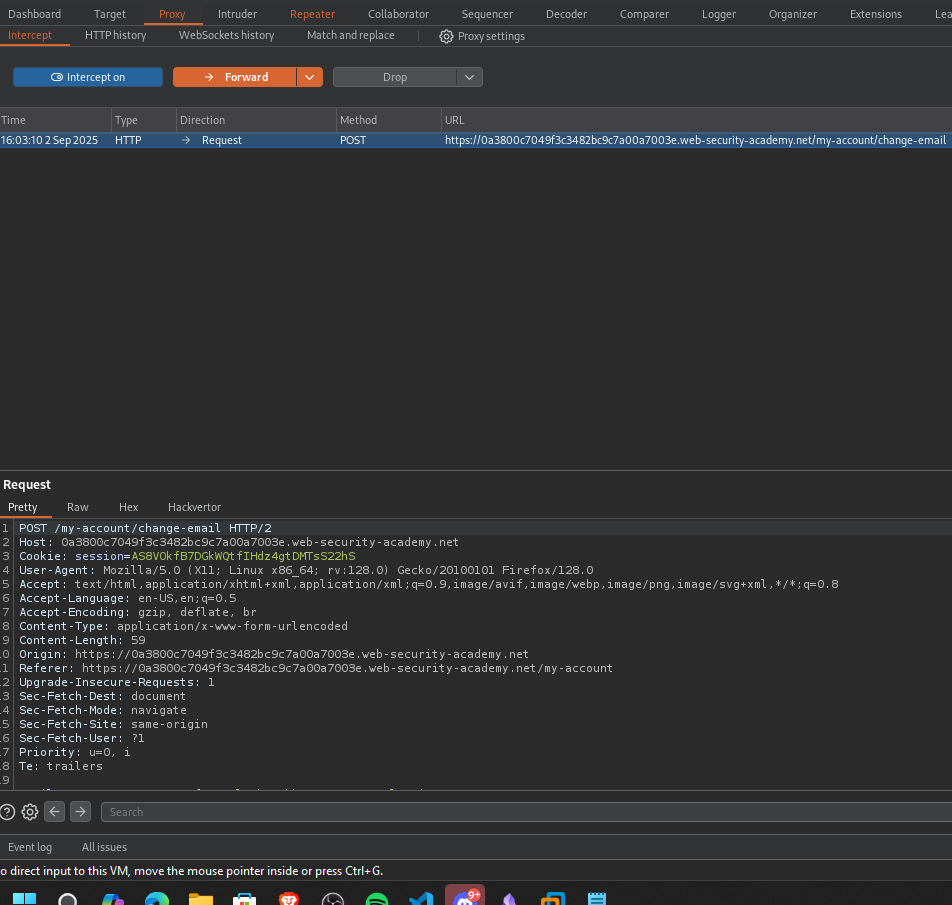 Dashboard Target Proxy Intruder Repeater Collaborator Sequencer Decoder Comparer Logger Organizer Extensions Lea
Intercept HTTP history WebSockets history Match and replace Proxy settings
Intercept on Forward Drop
Time Type Direction Method URL
16:03:10 2 Sep 2025 HTTP → Request POST https://0a3800c7049f3c3482bc9c7a00a7003e.web-security-academy.net/my-account/change-email
Request
Pretty Raw Hex Hackvertor
1 POST /my-account/change-email HTTP/2
2 Host: 0a3800c7049f3c3482bc9c7a00a7003e.web-security-academy.net
3 Cookie: session=AS8VOkfB7DGkWQtfIHdz4gtDMTsS22hS
4 User-Agent: Mozilla/5.0 (X11; Linux x86_64; rv:128.0) Gecko/20100101 Firefox/128.0
5 Accept: text/html,application/xhtml+xml,application/xml;q=0.9,image/avif,image/webp,image/png,image/svg+xml,*/*;q=0.8
6 Accept-Language: en-US,en;q=0.5
7 Accept-Encoding: gzip, deflate, br
8 Content-Type: application/x-www-form-urlencoded
9 Content-Length: 59
0 Origin: https://0a3800c7049f3c3482bc9c7a00a7003e.web-security-academy.net
1 Referer: https://0a3800c7049f3c3482bc9c7a00a7003e.web-security-academy.net/my-account
2 Upgrade-Insecure-Requests: 1
3 Sec-Fetch-Dest: document
4 Sec-Fetch-Mode: navigate
5 Sec-Fetch-Site: same-origin
6 Sec-Fetch-User: ?1
7 Priority: u=0, i
8 Te: trailers
9
Search
Event log All issues
o direct input to this VM, move the mouse pointer inside or press Ctrl+G.
9+